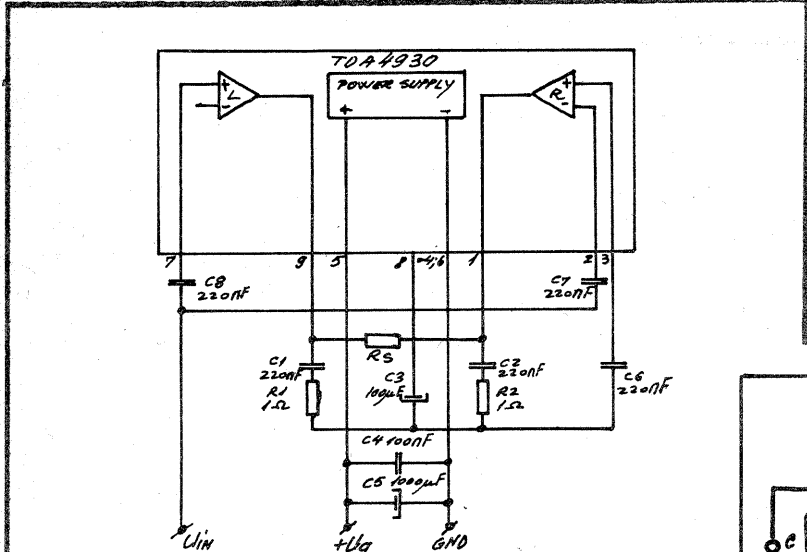 TDA4930
POWER SUPPLY
+ -
L + -
R + -
7 9 5 8 4;6 1 2 3
C8
220nF
C7
220nF
RS
C1
220nF
R1
1Ω
C3
100µF
C2
220nF
R2
1Ω
C6
220nF
C4 100nF
C5 1000µF
Uin
GND
C